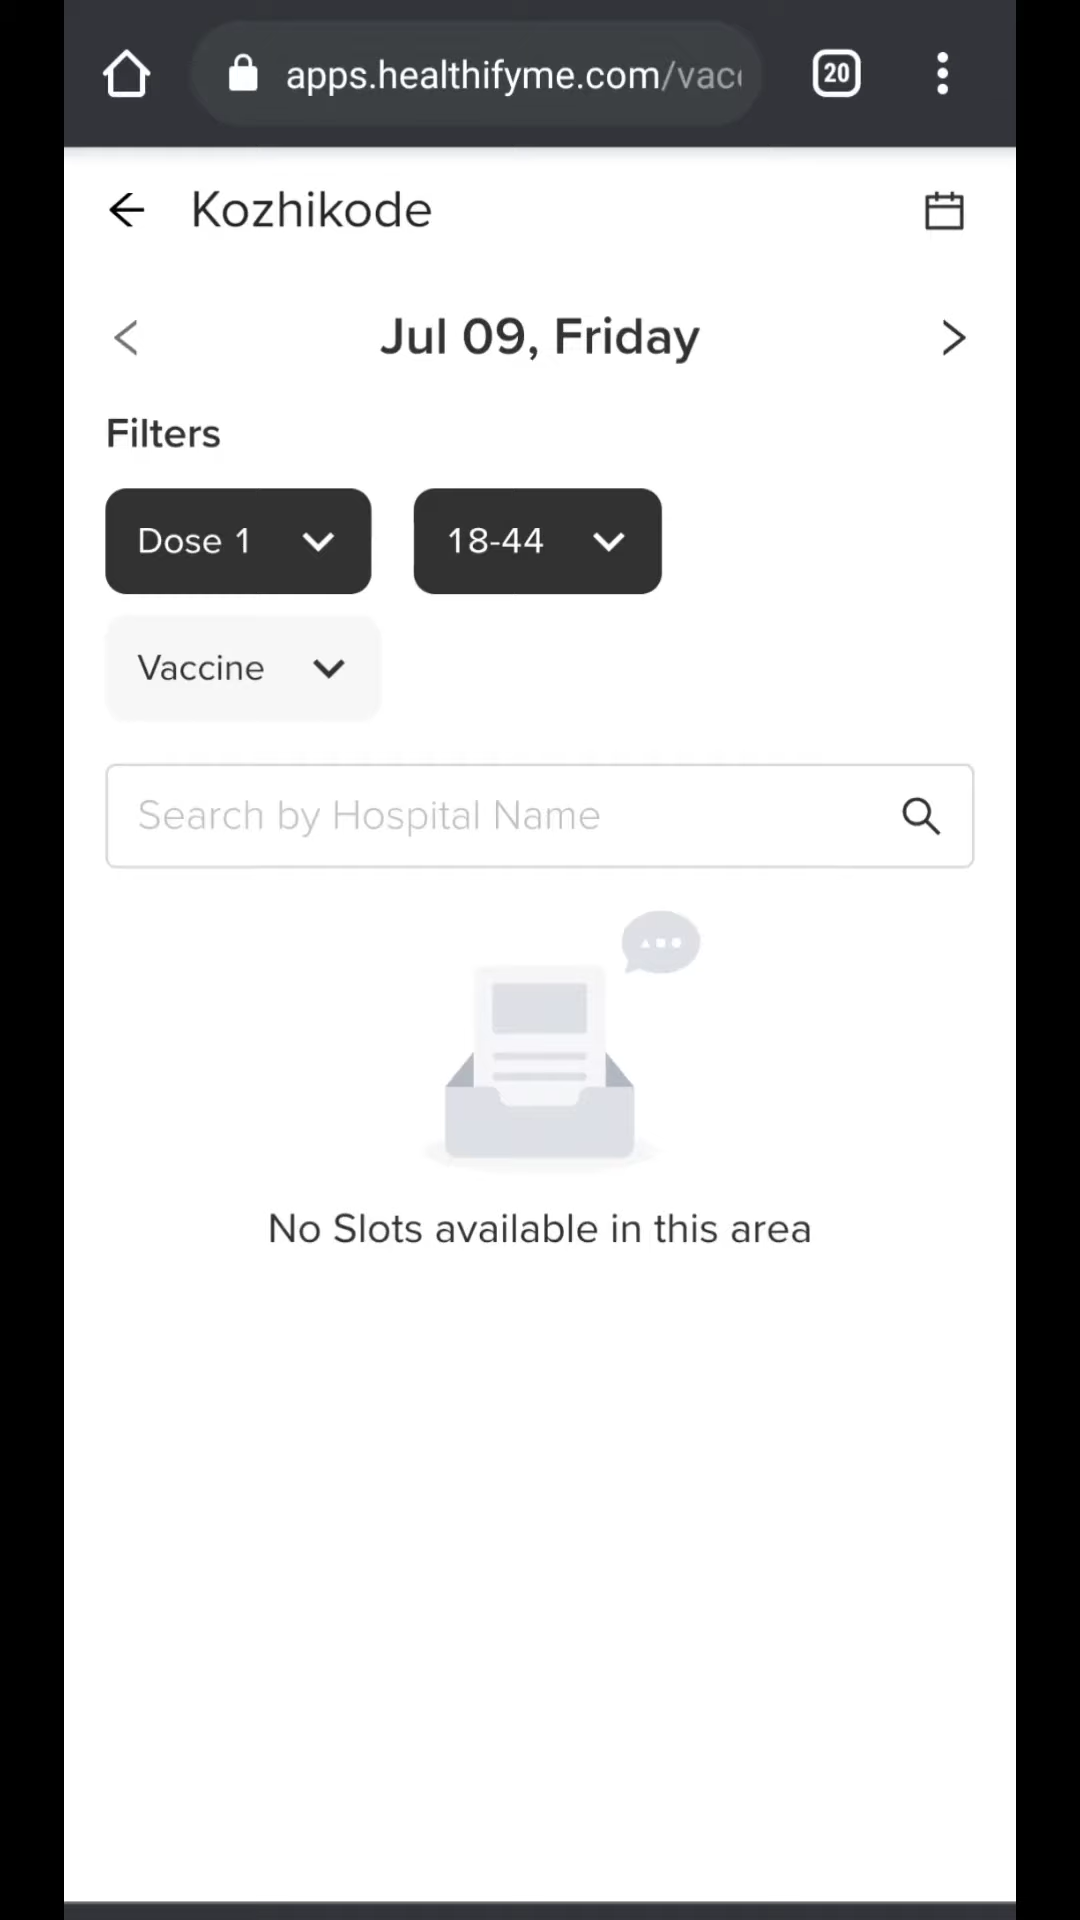 apps.healthifyme.com/vac
20
Kozhikode
Jul 09, Friday
Filters
Dose 1
18-44
Vaccine
Search by Hospital Name
No Slots available in this area